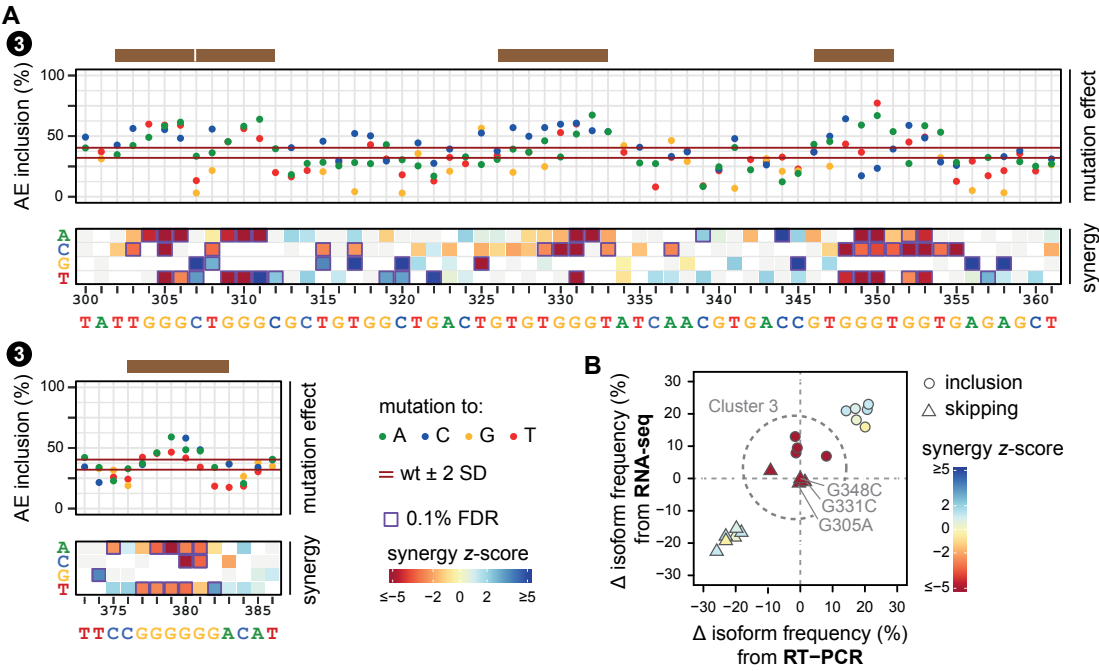 A
3
AE inclusion (%)
100
50
0
mutation effect
A
C
G
T
synergy
300 305 310 315 320 325 330 335 340 345 350 355 360
TATTGGGCTGGGCGCTGTGGCTGACTGTGTGGGTATCAACGTGACCGTGGGTGGTGAGAGCT
3
AE inclusion (%)
100
50
0
mutation effect
A
C
G
T
synergy
375 380 385
TTCCGGGGGGACAT
mutation to:
A C G T
wt ± 2 SD
0.1% FDR
synergy z-score
≤−5 −2 0 2 ≥5
B
Δ isoform frequency (%)
from RNA-seq
30
20
10
0
−10
−20
−30
Cluster 3
G348C
G331C
G305A
−30 −20 −10 0 10 20 30
Δ isoform frequency (%)
from RT−PCR
inclusion
skipping
synergy z-score
≥5
2
0
−2
≤−5